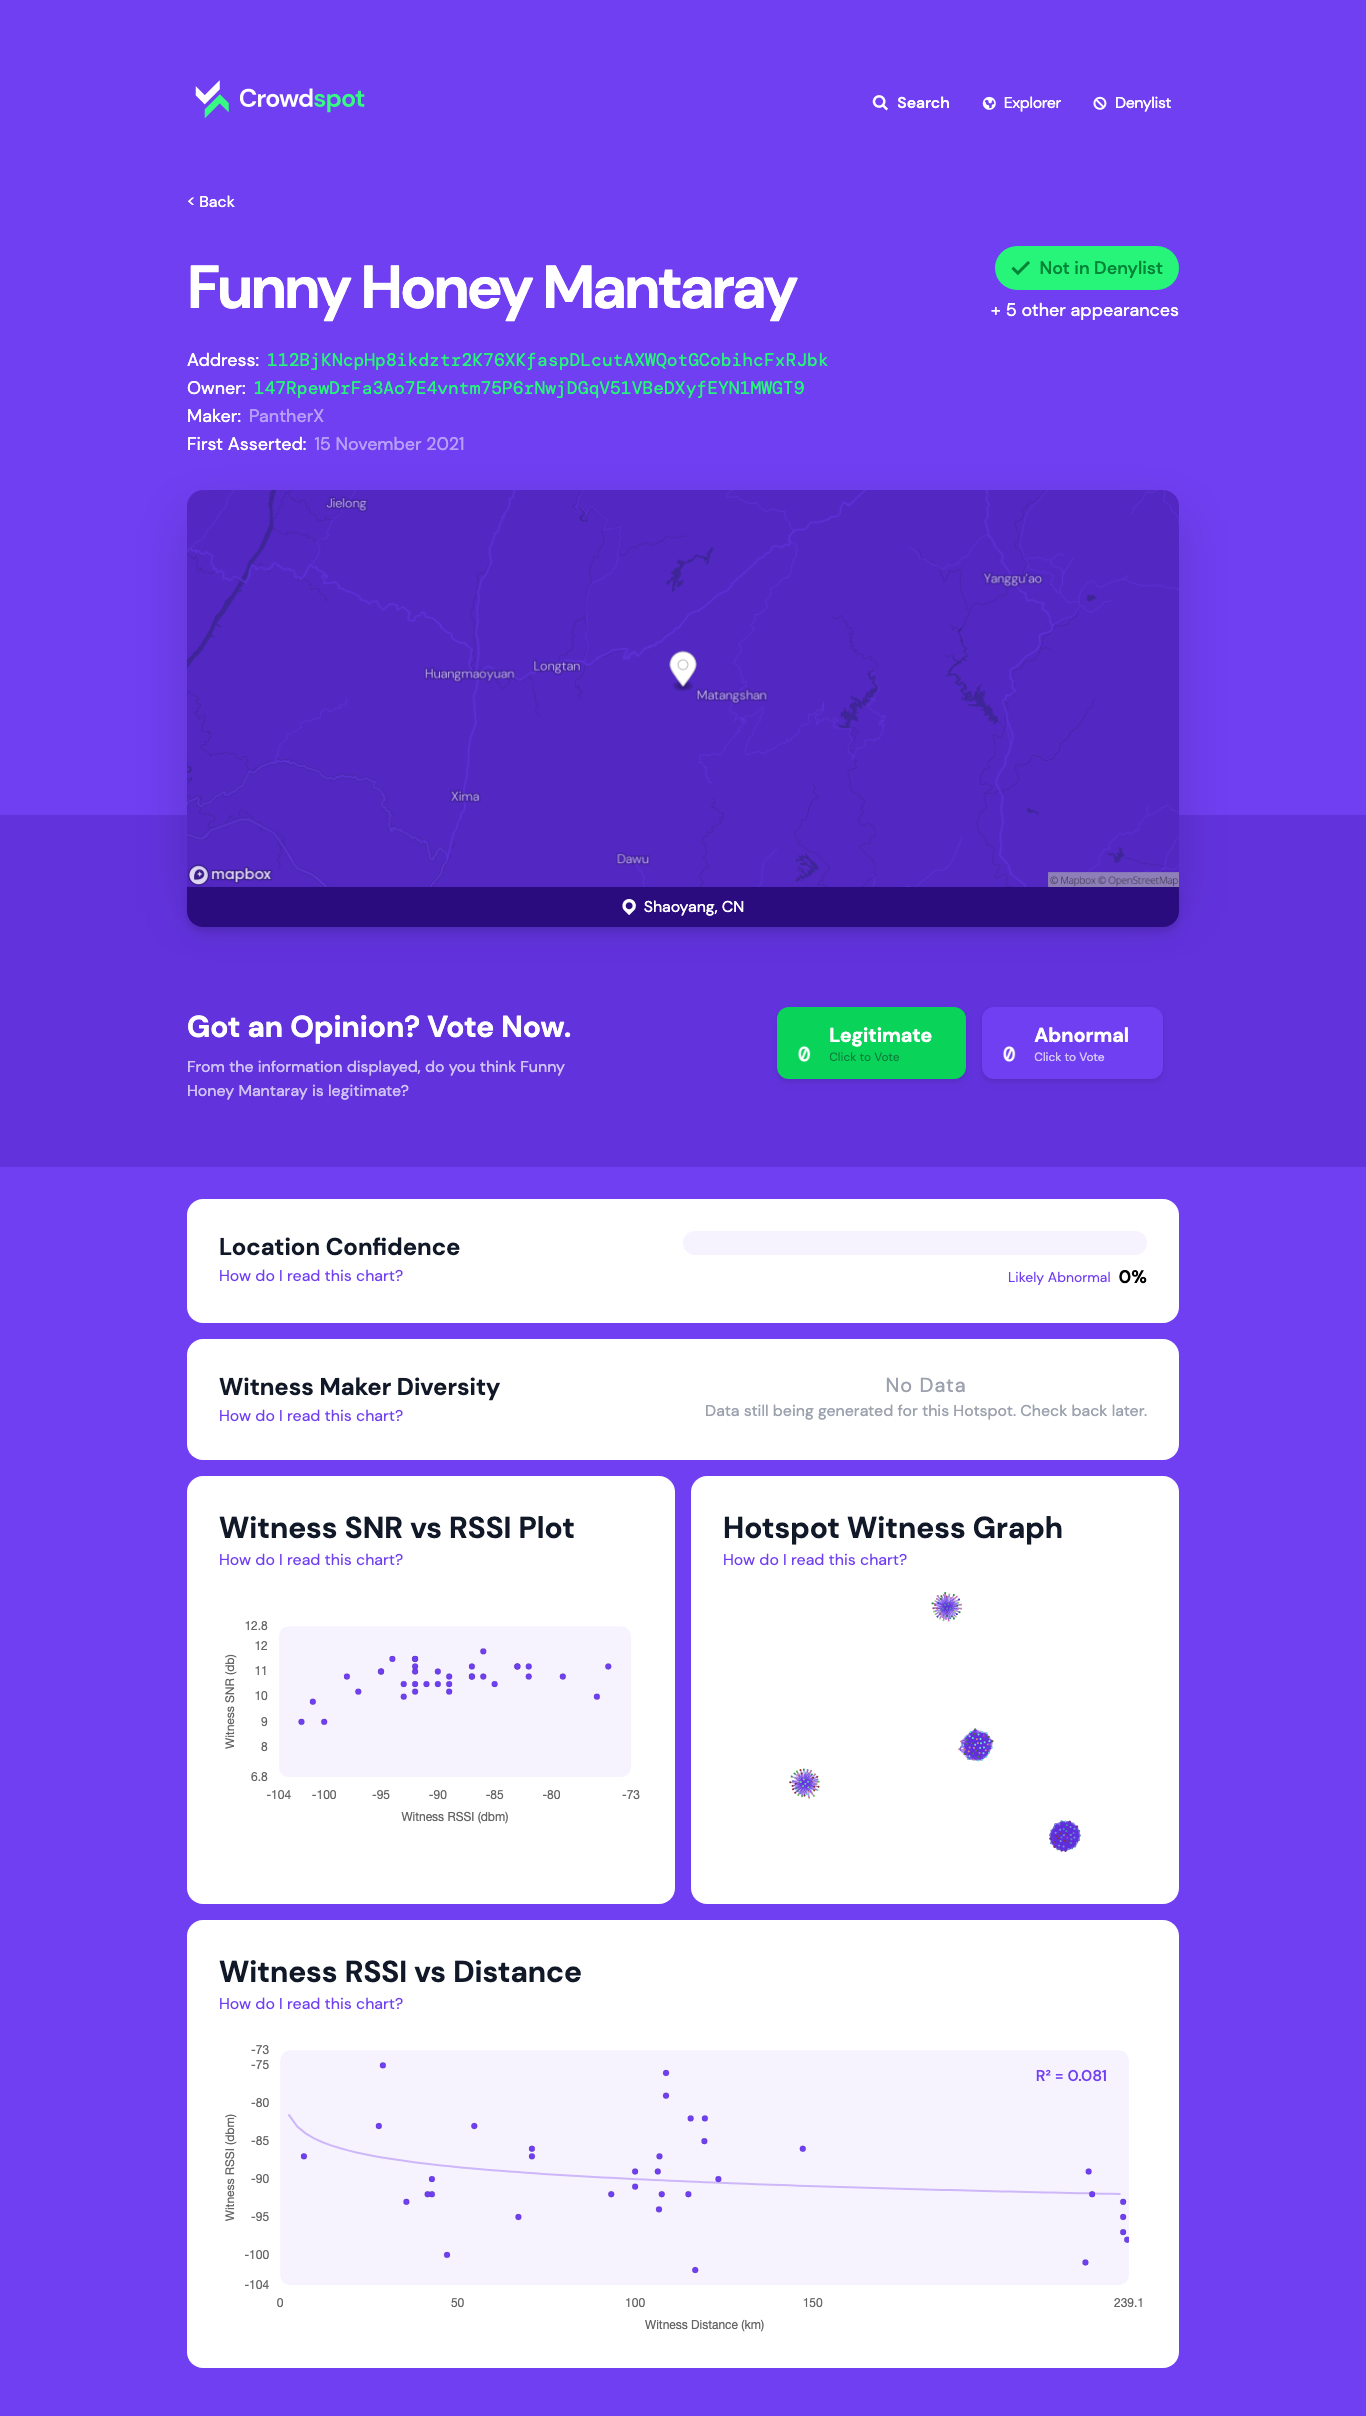 Crowdspot
Search
Explorer
Denylist
< Back
Funny Honey Mantaray
Not in Denylist
+ 5 other appearances
Address: 112BjKNcpHp8ikdztr2K76XKfaspDLcutAXWQotGCobihcFxRJbk
Owner: 147RpewDrFa3Ao7E4vntm75P6rNwjDGqV51VBeDXyfEYN1MWGT9
Maker: PantherX
First Asserted: 15 November 2021
Jielong
Yanggu'ao
Huangmaoyuan
Longtan
Matangshan
Xima
Dawu
mapbox
© Mapbox © OpenStreetMap
Shaoyang, CN
Got an Opinion? Vote Now.
From the information displayed, do you think Funny
Honey Mantaray is legitimate?
0 Legitimate
Click to Vote
0 Abnormal
Click to Vote
Location Confidence
How do I read this chart?
Likely Abnormal 0%
Witness Maker Diversity
How do I read this chart?
No Data
Data still being generated for this Hotspot. Check back later.
Witness SNR vs RSSI Plot
How do I read this chart?
Witness SNR (db)
12.8
12
11
10
9
8
6.8
-104 -100 -95 -90 -85 -80 -73
Witness RSSI (dbm)
Hotspot Witness Graph
How do I read this chart?
Witness RSSI vs Distance
How do I read this chart?
Witness RSSI (dbm)
-73
-75
-80
-85
-90
-95
-100
-104
R² = 0.081
0 50 100 150 239.1
Witness Distance (km)